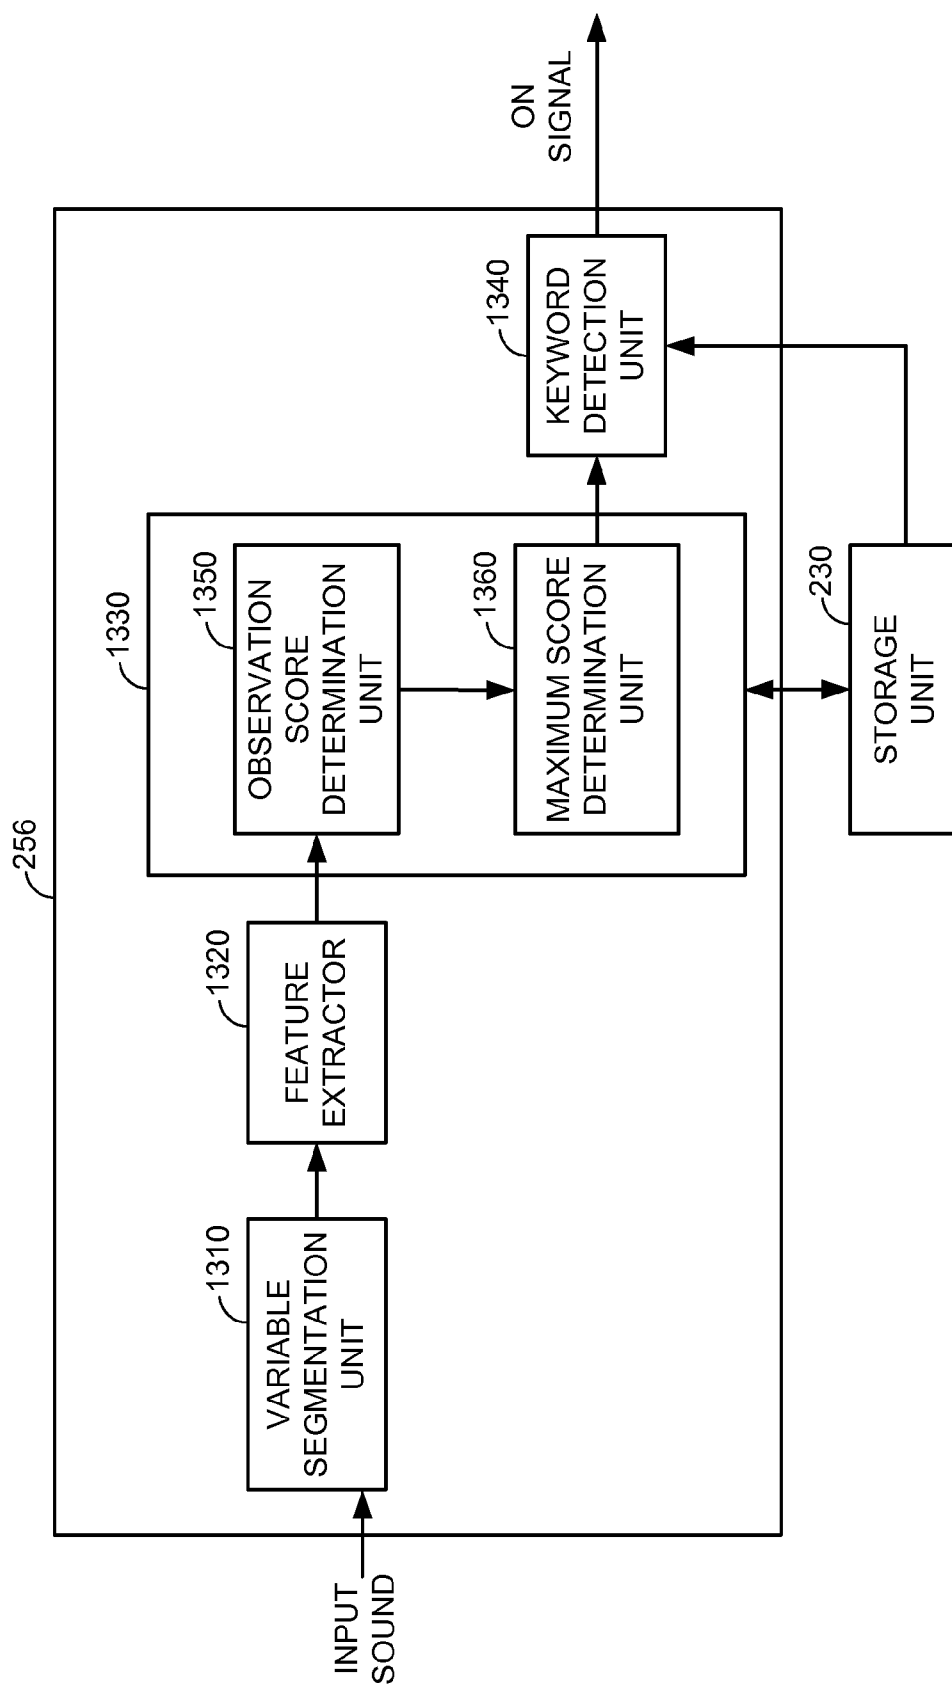 256
1330
INPUT
SOUND
1310
VARIABLE
SEGMENTATION
UNIT
1320
FEATURE
EXTRACTOR
1350
OBSERVATION
SCORE
DETERMINATION
UNIT
1360
MAXIMUM SCORE
DETERMINATION
UNIT
1340
KEYWORD
DETECTION
UNIT
ON
SIGNAL
230
STORAGE
UNIT